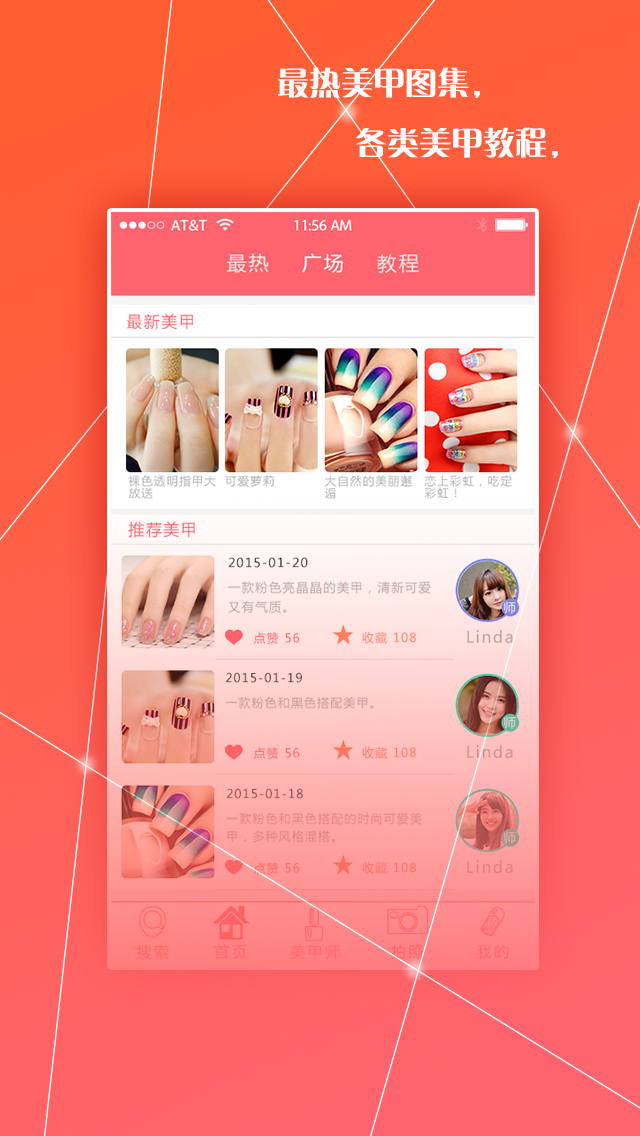 最热美甲图集,
各类美甲教程,
AT&T 11:56 AM
最热 广场 教程
最新美甲
裸色透明指甲大
放送
可爱萝莉
大自然的美丽邂
逅
恋上彩虹，吃定
彩虹！
推荐美甲
2015-01-20
一款粉色亮晶晶的美甲，清新可爱
又有气质。
点赞 56 收藏 108
师
Linda
2015-01-19
一款粉色和黑色搭配美甲。
点赞 56 收藏 108
师
Linda
2015-01-18
一款粉色和黑色搭配的时尚可爱美
甲，多种风格混搭。
点赞 56 收藏 108
师
Linda
搜索 首页 美甲师 拍照 我的